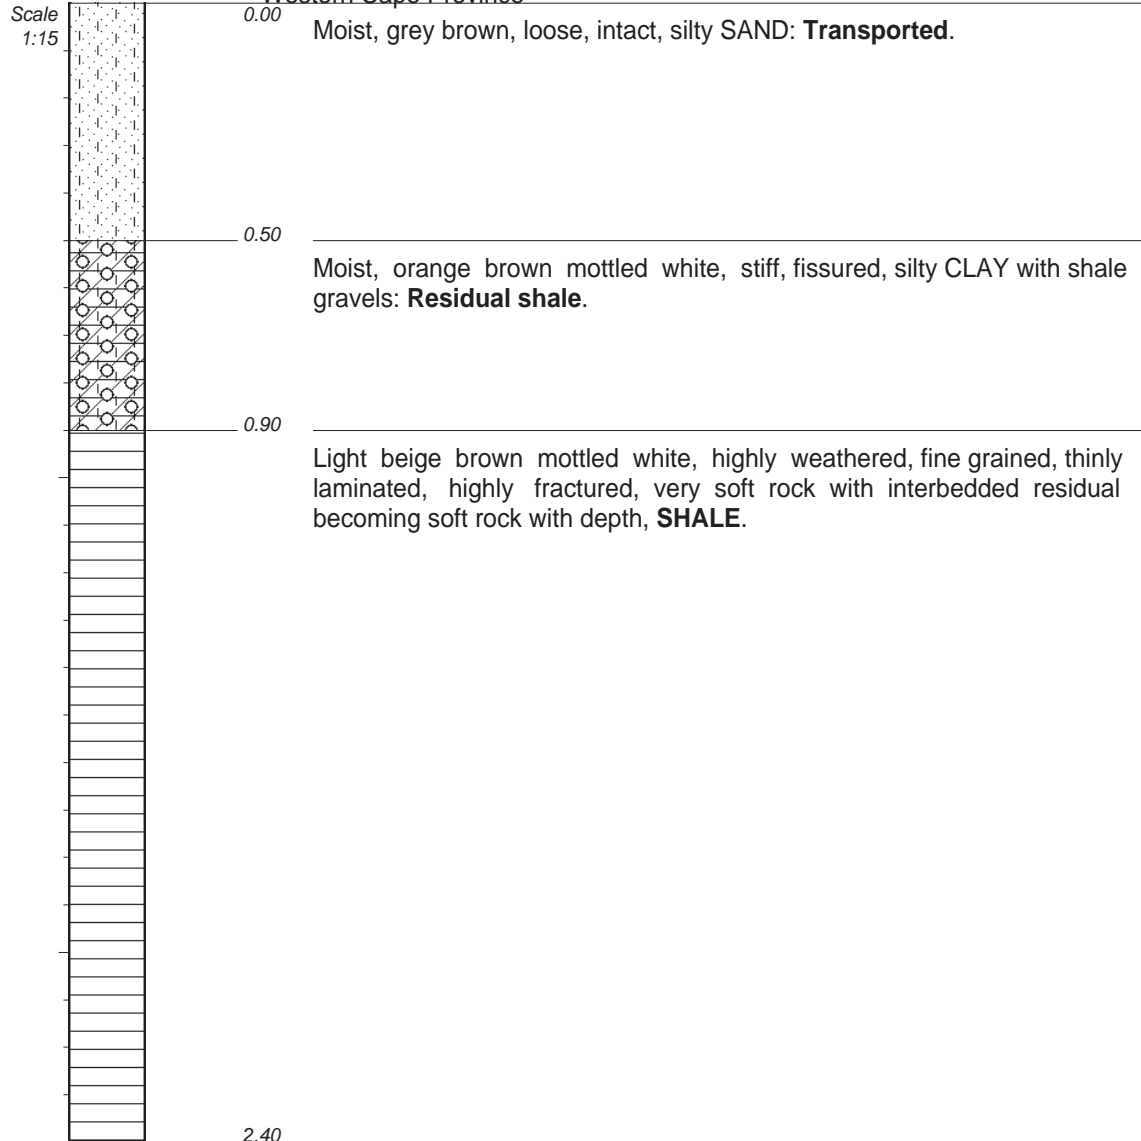 Western Cape Province
Scale
1:15
0.00
Moist, grey brown, loose, intact, silty SAND: Transported.
0.50
Moist, orange brown mottled white, stiff, fissured, silty CLAY with shale
gravels: Residual shale.
0.90
Light beige brown mottled white, highly weathered, fine grained, thinly
laminated, highly fractured, very soft rock with interbedded residual
becoming soft rock with depth, SHALE.
2.40